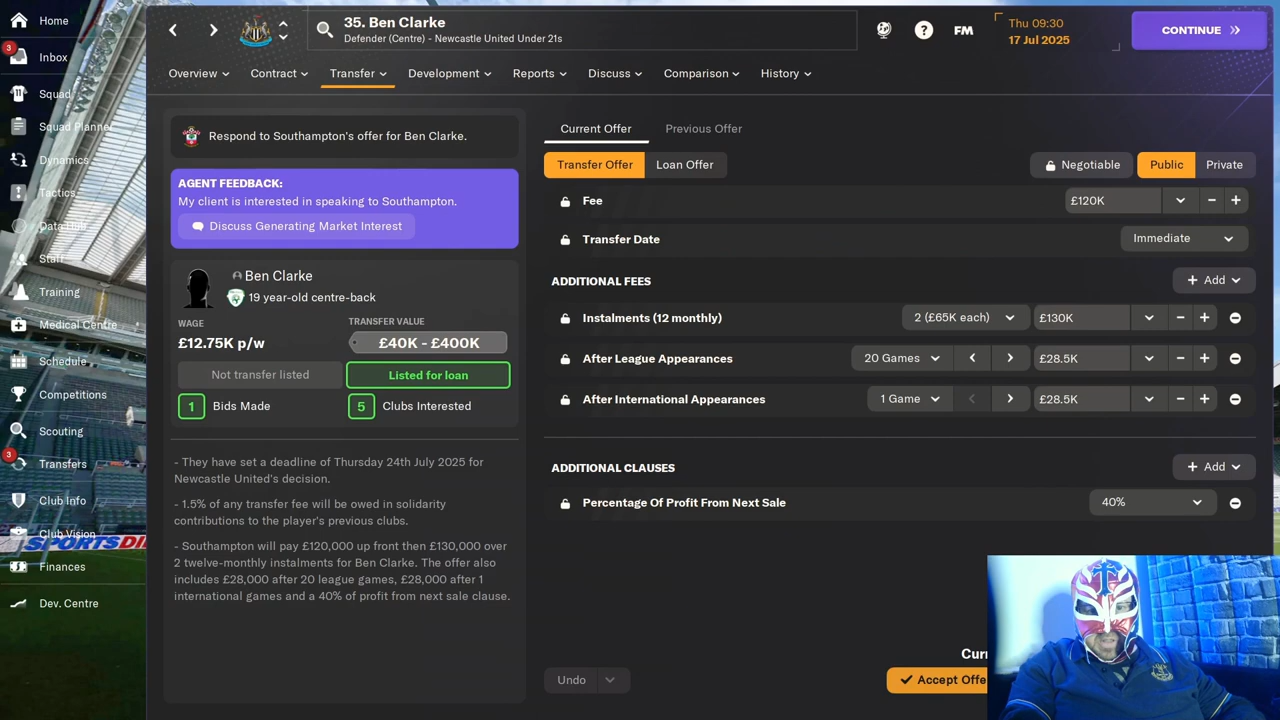 Home
3
Inbox
Squad
Squad Planner
Dynamics
Tactics
Data Hub
Staff
Training
Medical Centre
Schedule
Competitions
Scouting
3
Transfers
Club Info
Club Vision
SPORTS DI
Finances
Dev. Centre
35. Ben Clarke
Defender (Centre) - Newcastle United Under 21s
?
FM
Thu 09:30
17 Jul 2025
CONTINUE
Overview
Contract
Transfer
Development
Reports
Discuss
Comparison
History
Respond to Southampton's offer for Ben Clarke.
AGENT FEEDBACK:
My client is interested in speaking to Southampton.
Discuss Generating Market Interest
Ben Clarke
19 year-old centre-back
WAGE
TRANSFER VALUE
£12.75K p/w
£40K - £400K
Not transfer listed
Listed for loan
1 Bids Made
5 Clubs Interested
- They have set a deadline of Thursday 24th July 2025 for
Newcastle United's decision.
- 1.5% of any transfer fee will be owed in solidarity
contributions to the player's previous clubs.
- Southampton will pay £120,000 up front then £130,000 over
2 twelve-monthly instalments for Ben Clarke. The offer also
includes £28,000 after 20 league games, £28,000 after 1
international games and a 40% of profit from next sale clause.
Current Offer
Previous Offer
Transfer Offer
Loan Offer
Negotiable
Public
Private
Fee
£120K
Transfer Date
Immediate
ADDITIONAL FEES
+ Add
Instalments (12 monthly)
2 (£65K each)
£130K
After League Appearances
20 Games
£28.5K
After International Appearances
1 Game
£28.5K
ADDITIONAL CLAUSES
+ Add
Percentage Of Profit From Next Sale
40%
Undo
Curr
Accept Offe